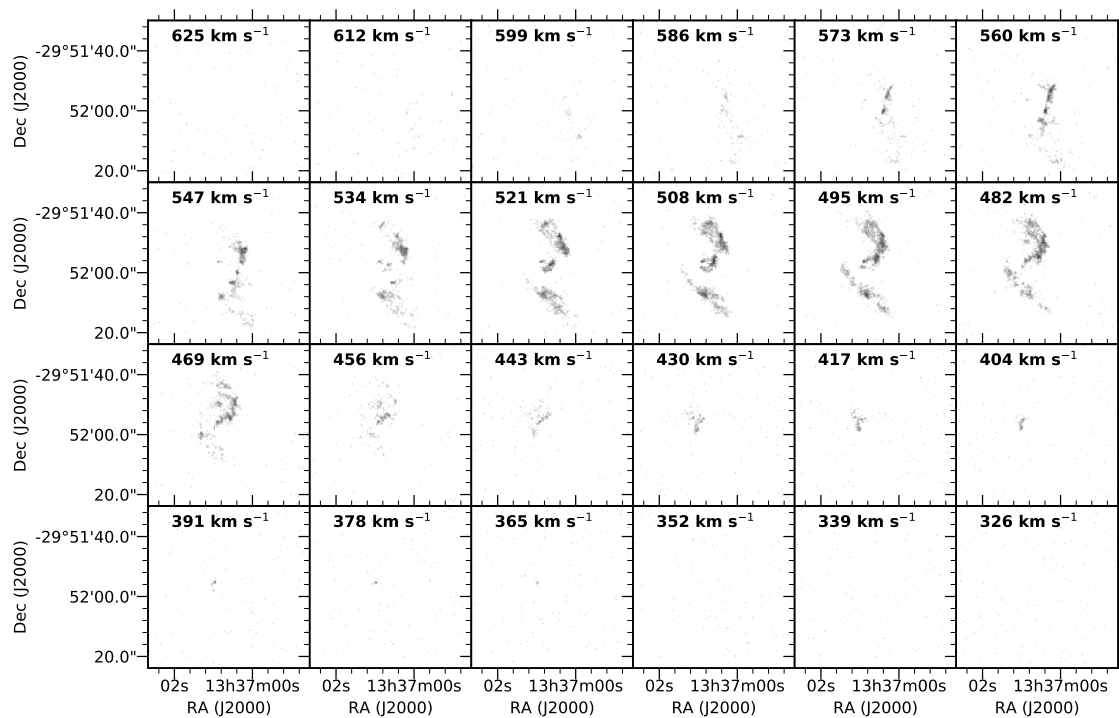 625 km s⁻¹ 612 km s⁻¹ 599 km s⁻¹ 586 km s⁻¹ 573 km s⁻¹ 560 km s⁻¹
-29°51'40.0"
52'00.0"
20.0"
Dec (J2000)
547 km s⁻¹ 534 km s⁻¹ 521 km s⁻¹ 508 km s⁻¹ 495 km s⁻¹ 482 km s⁻¹
-29°51'40.0"
52'00.0"
20.0"
Dec (J2000)
469 km s⁻¹ 456 km s⁻¹ 443 km s⁻¹ 430 km s⁻¹ 417 km s⁻¹ 404 km s⁻¹
-29°51'40.0"
52'00.0"
20.0"
Dec (J2000)
391 km s⁻¹ 378 km s⁻¹ 365 km s⁻¹ 352 km s⁻¹ 339 km s⁻¹ 326 km s⁻¹
-29°51'40.0"
52'00.0"
20.0"
Dec (J2000)
02s 13h37m00s 02s 13h37m00s 02s 13h37m00s 02s 13h37m00s 02s 13h37m00s 02s 13h37m00s
RA (J2000) RA (J2000) RA (J2000) RA (J2000) RA (J2000) RA (J2000)